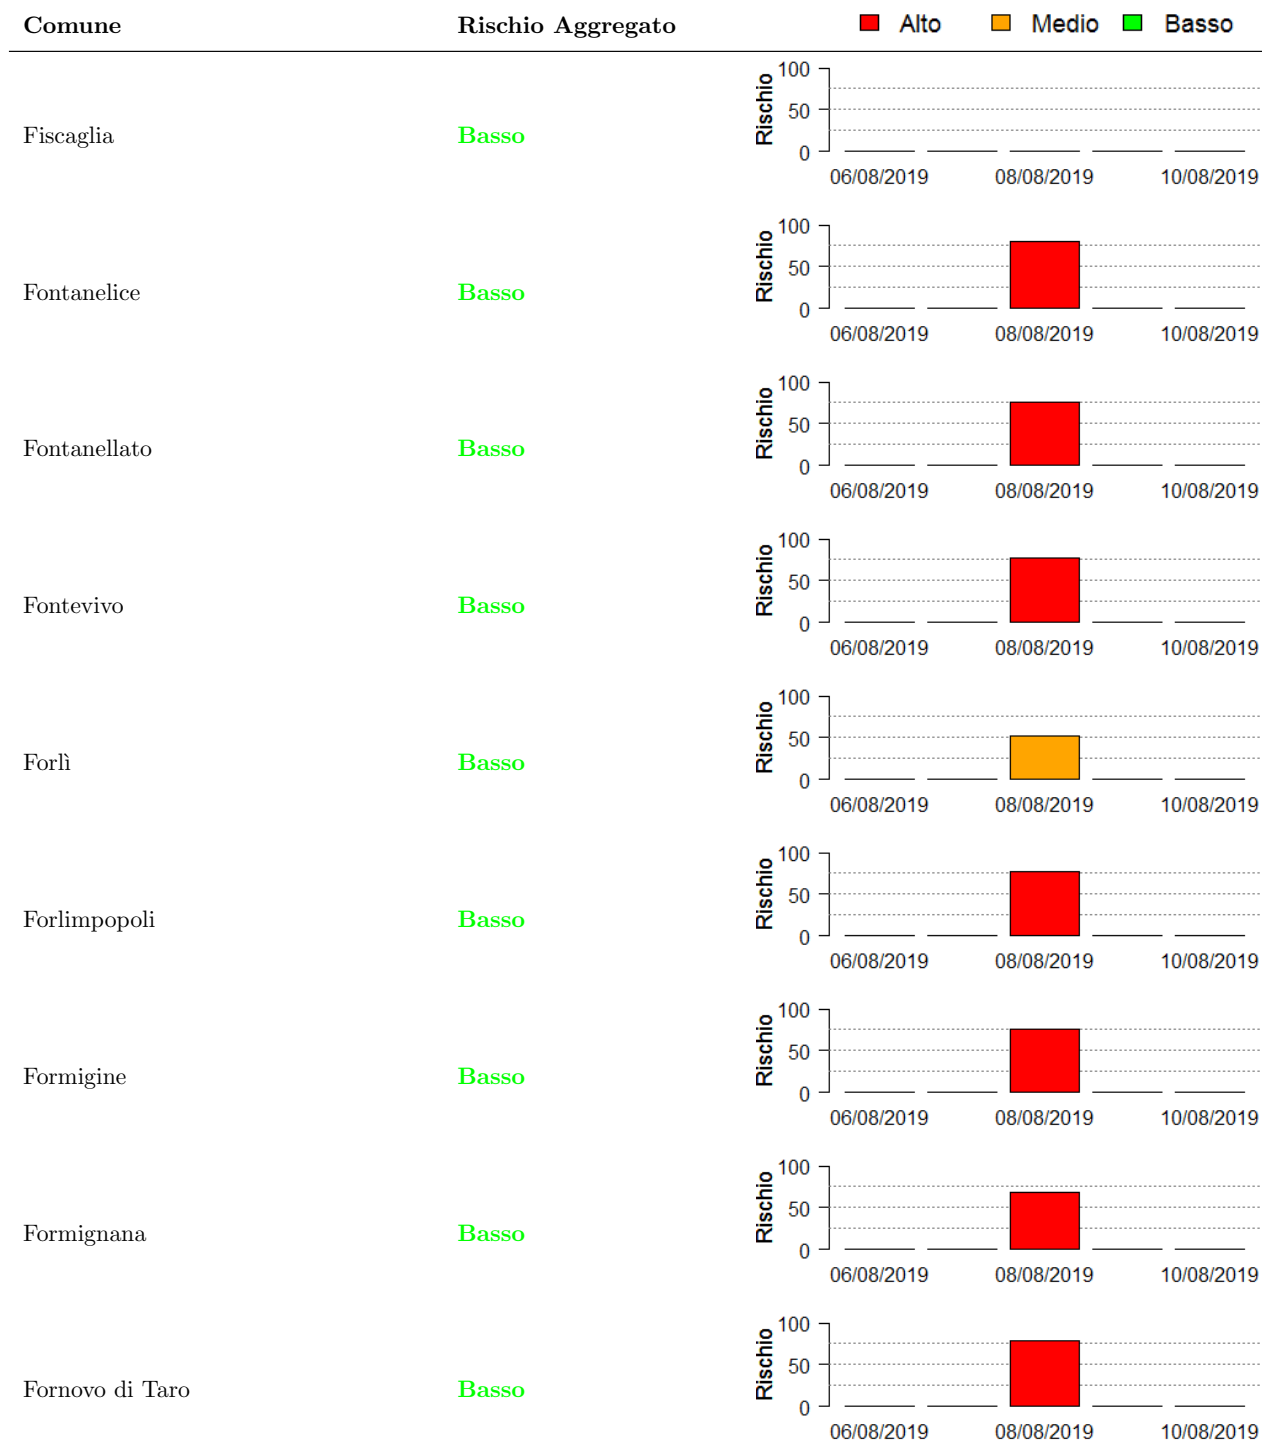 Comune Rischio Aggregato Alto Medio Basso
Fiscaglia Basso Rischio 100 50 0
06/08/2019 08/08/2019 10/08/2019
Fontanelice Basso Rischio 100 50 0
06/08/2019 08/08/2019 10/08/2019
Fontanellato Basso Rischio 100 50 0
06/08/2019 08/08/2019 10/08/2019
Fontevivo Basso Rischio 100 50 0
06/08/2019 08/08/2019 10/08/2019
Forlì Basso Rischio 100 50 0
06/08/2019 08/08/2019 10/08/2019
Forlimpopoli Basso Rischio 100 50 0
06/08/2019 08/08/2019 10/08/2019
Formigine Basso Rischio 100 50 0
06/08/2019 08/08/2019 10/08/2019
Formignana Basso Rischio 100 50 0
06/08/2019 08/08/2019 10/08/2019
Fornovo di Taro Basso Rischio 100 50 0
06/08/2019 08/08/2019 10/08/2019